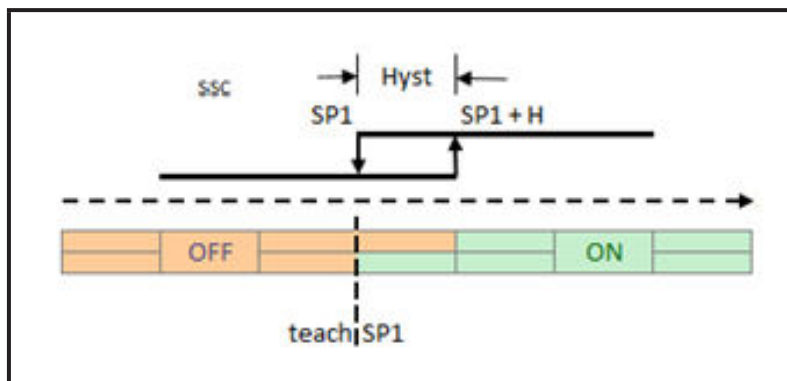 Hyst
ssc
SP1
SP1 + H
OFF
ON
teach SP1